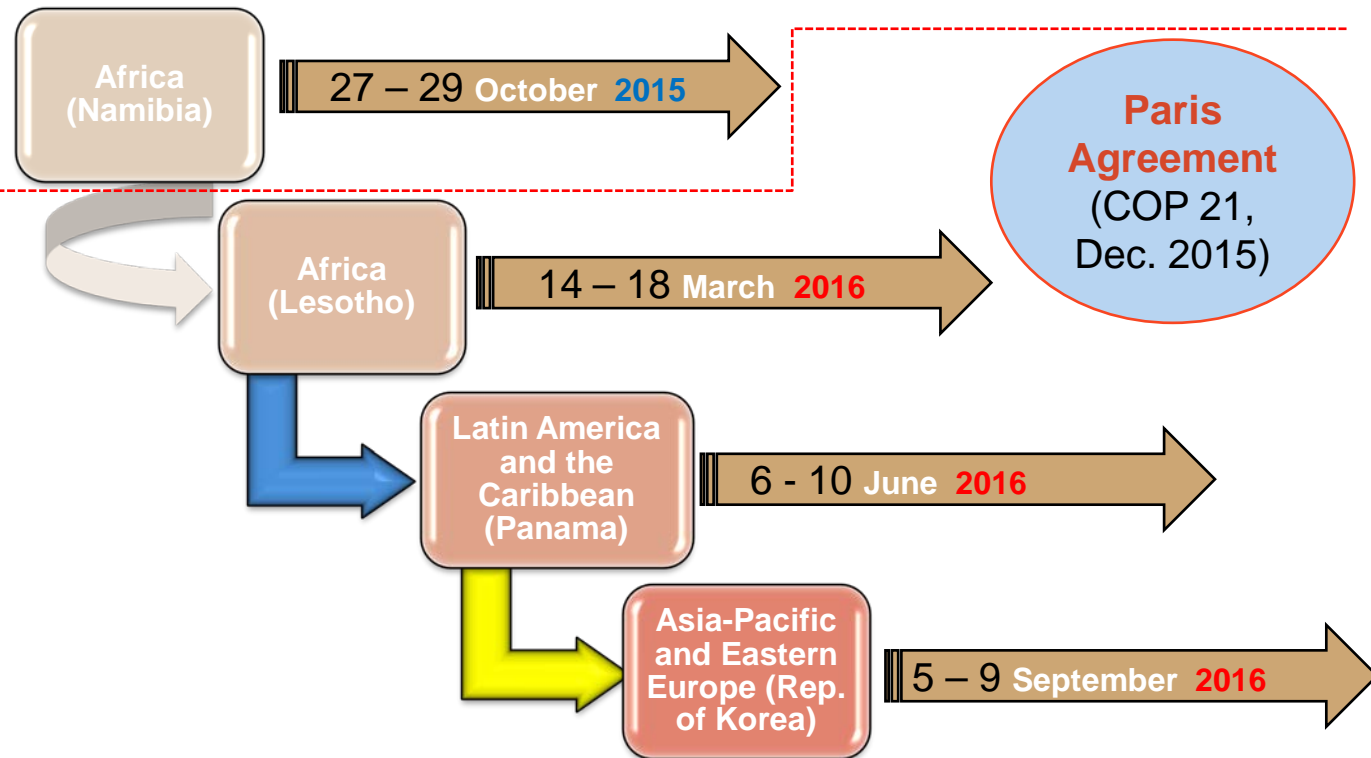 Africa
(Namibia)
27 – 29 October 2015
Paris
Agreement
(COP 21,
Dec. 2015)
Africa
(Lesotho)
14 – 18 March 2016
Latin America
and the
Caribbean
(Panama)
6 - 10 June 2016
Asia-Pacific
and Eastern
Europe (Rep.
of Korea)
5 – 9 September 2016